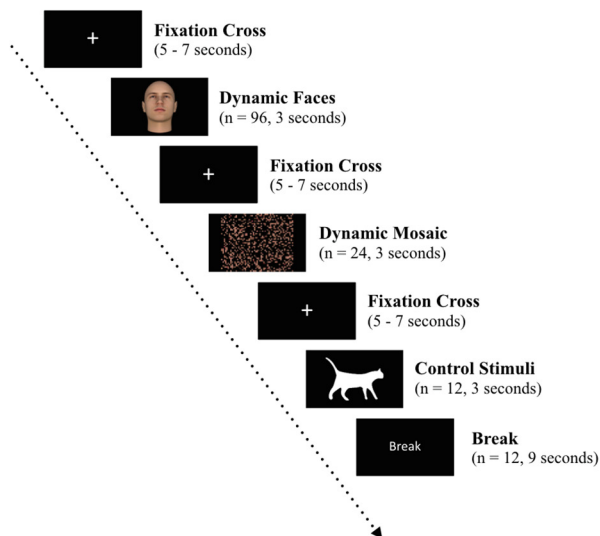 Fixation Cross
(5 - 7 seconds)
Dynamic Faces
(n = 96, 3 seconds)
Fixation Cross
(5 - 7 seconds)
Dynamic Mosaic
(n = 24, 3 seconds)
Fixation Cross
(5 - 7 seconds)
Control Stimuli
(n = 12, 3 seconds)
Break
Break
(n = 12, 9 seconds)